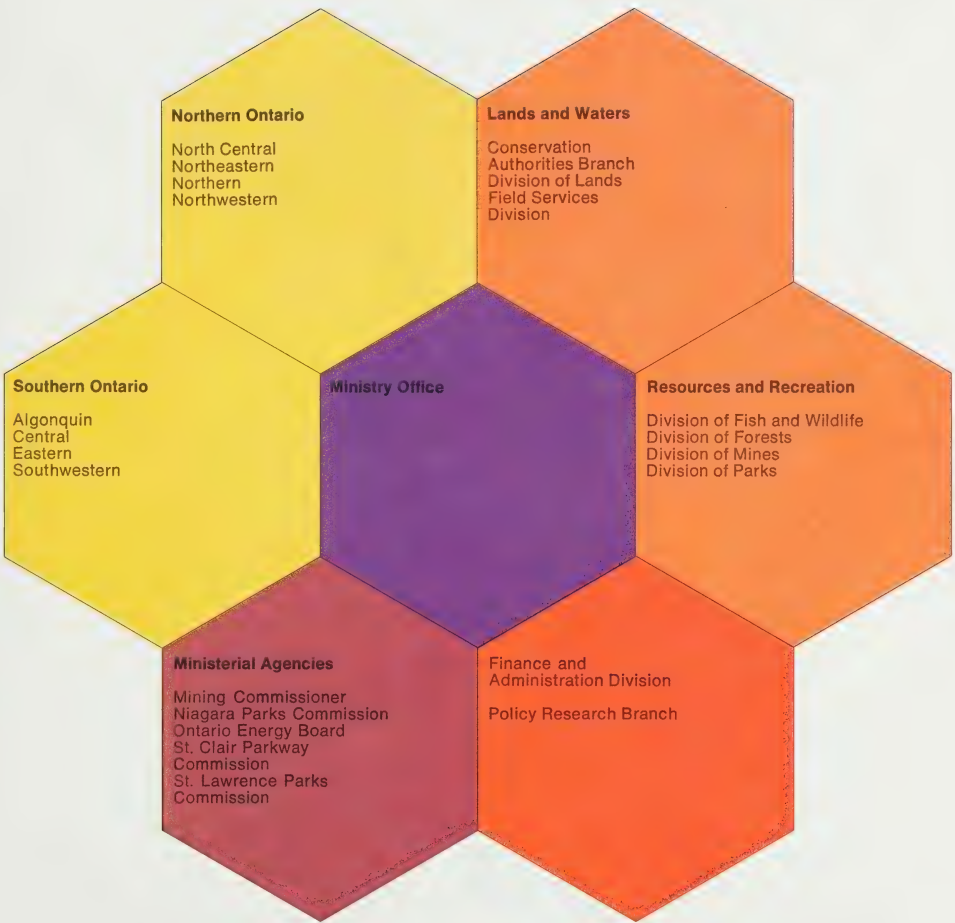 Northern Ontario
North Central
Northeastern
Northern
Northwestern
Lands and Waters
Conservation
Authorities Branch
Division of Lands
Field Services
Division
Southern Ontario
Algonquin
Central
Eastern
Southwestern
Ministry Office
Resources and Recreation
Division of Fish and Wildlife
Division of Forests
Division of Mines
Division of Parks
Ministerial Agencies
Mining Commissioner
Niagara Parks Commission
Ontario Energy Board
St. Clair Parkway
Commission
St. Lawrence Parks
Commission
Finance and
Administration Division
Policy Research Branch